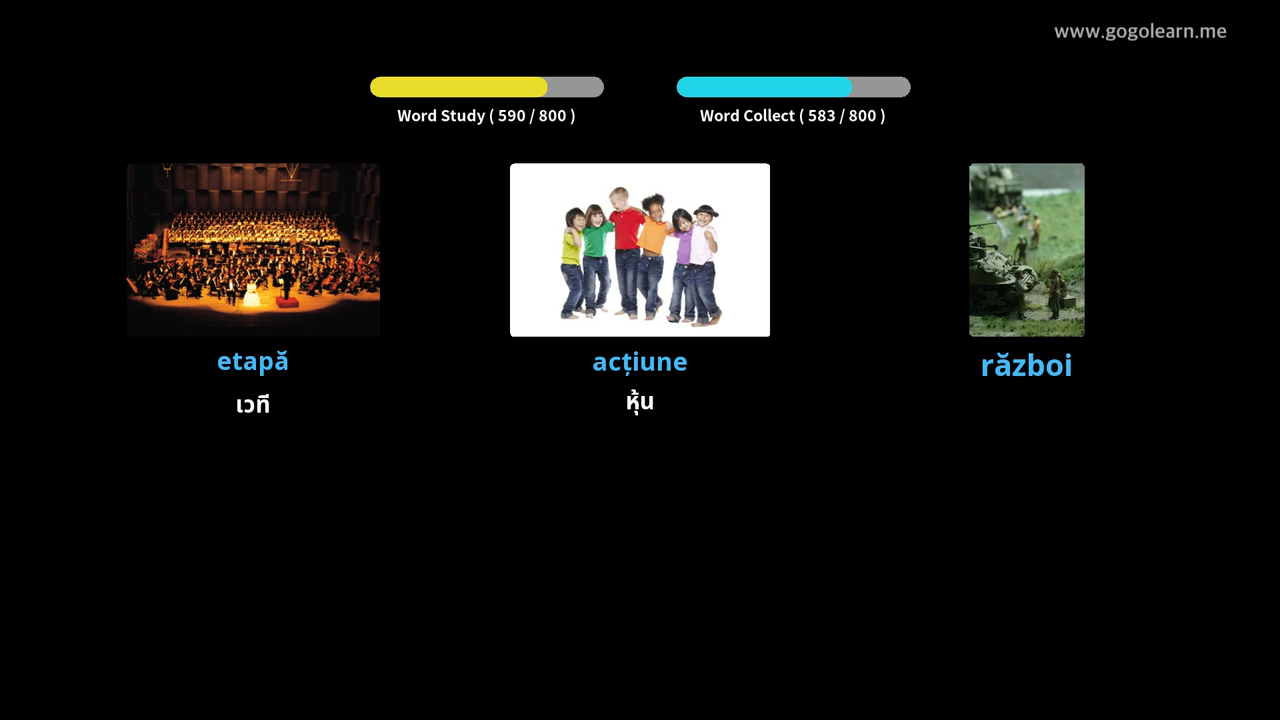 www.gogolearn.me
Word Study ( 590 / 800 )
Word Collect ( 583 / 800 )
etapă
เวที
acțiune
หุ้น
război